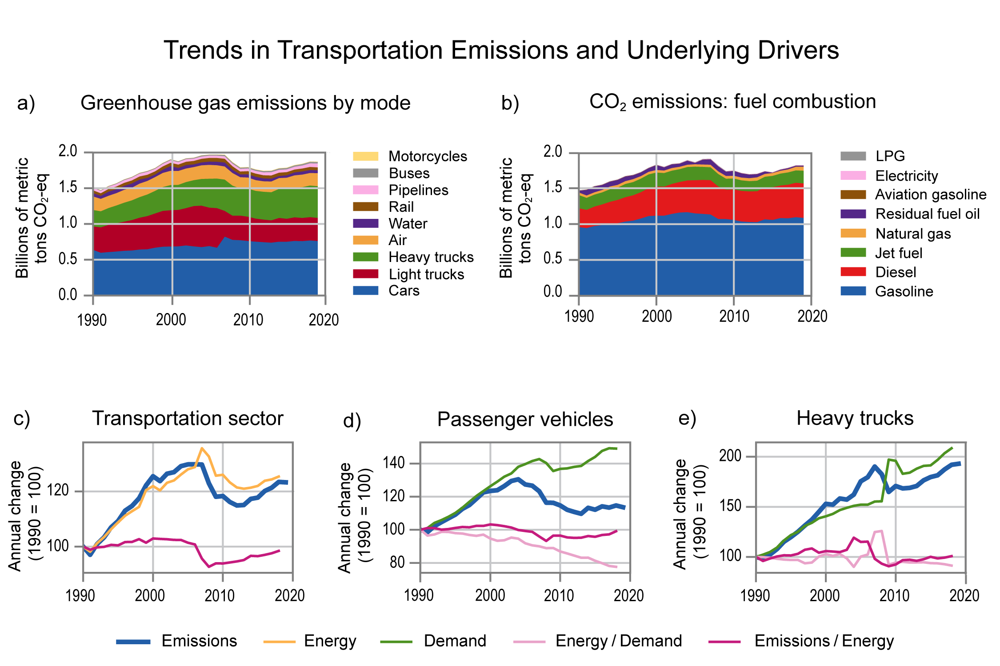 Trends in Transportation Emissions and Underlying Drivers
a)
Greenhouse gas emissions by mode
Billions of metric
tons CO₂-eq
2.0
1.5
1.0
0.5
0.0
1990
2000
2010
2020
Motorcycles
Buses
Pipelines
Rail
Water
Air
Heavy trucks
Light trucks
Cars
b)
CO₂ emissions: fuel combustion
Billions of metric
tons CO₂-eq
2.0
1.5
1.0
0.5
0.0
1990
2000
2010
2020
LPG
Electricity
Aviation gasoline
Residual fuel oil
Natural gas
Jet fuel
Diesel
Gasoline
c)
Transportation sector
Annual change
(1990 = 100)
120
100
1990
2000
2010
2020
d)
Passenger vehicles
Annual change
(1990 = 100)
140
120
100
80
1990
2000
2010
2020
e)
Heavy trucks
Annual change
(1990 = 100)
200
150
100
1990
2000
2010
2020
Emissions
Energy
Demand
Energy / Demand
Emissions / Energy